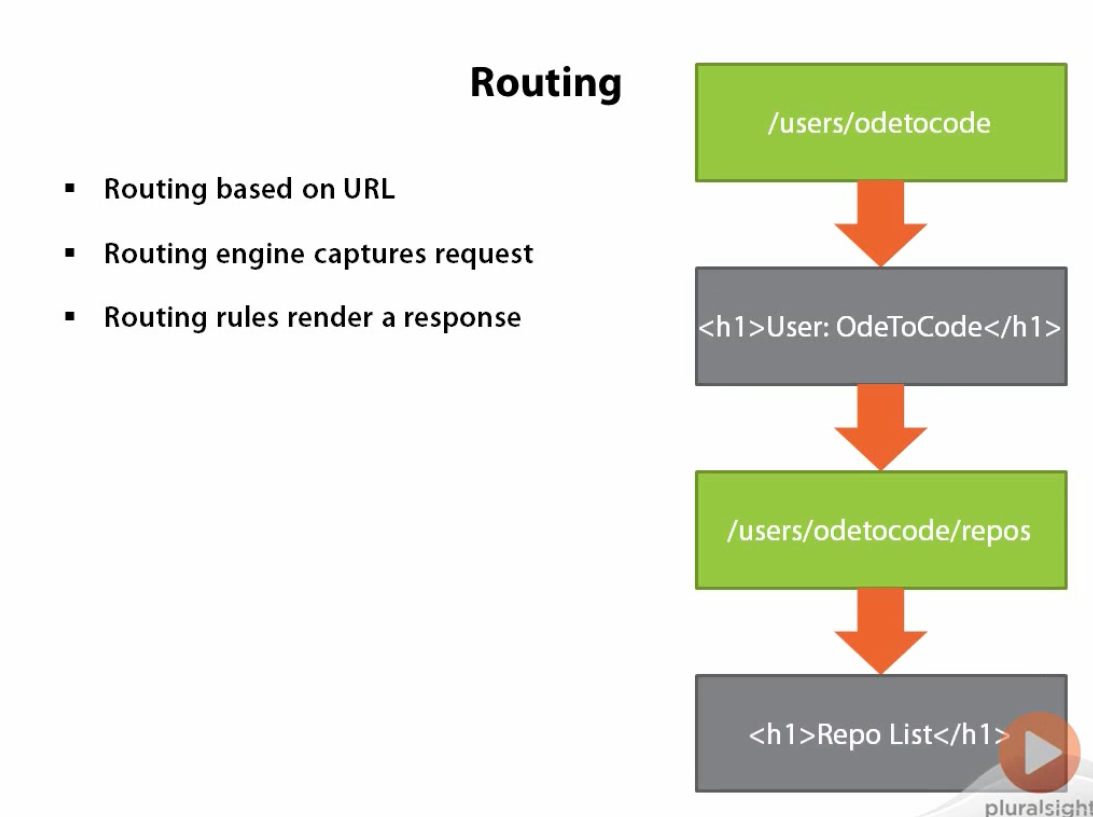 Routing
▪ Routing based on URL
▪ Routing engine captures request
▪ Routing rules render a response
/users/odetocode
<h1>User: OdeToCode</h1>
/users/odetocode/repos
<h1>Repo List</h1>
pluralsight